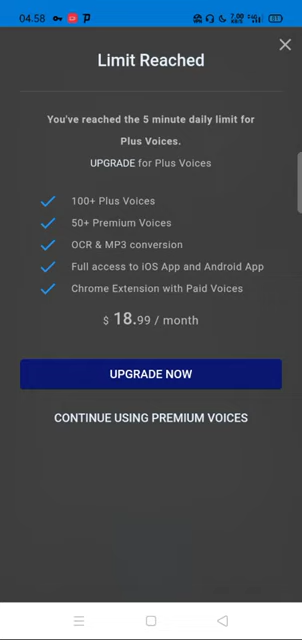 04.58
Limit Reached
You've reached the 5 minute daily limit for
Plus Voices.
UPGRADE for Plus Voices
100+ Plus Voices
50+ Premium Voices
OCR & MP3 conversion
Full access to iOS App and Android App
Chrome Extension with Paid Voices
$ 18.99 / month
UPGRADE NOW
CONTINUE USING PREMIUM VOICES